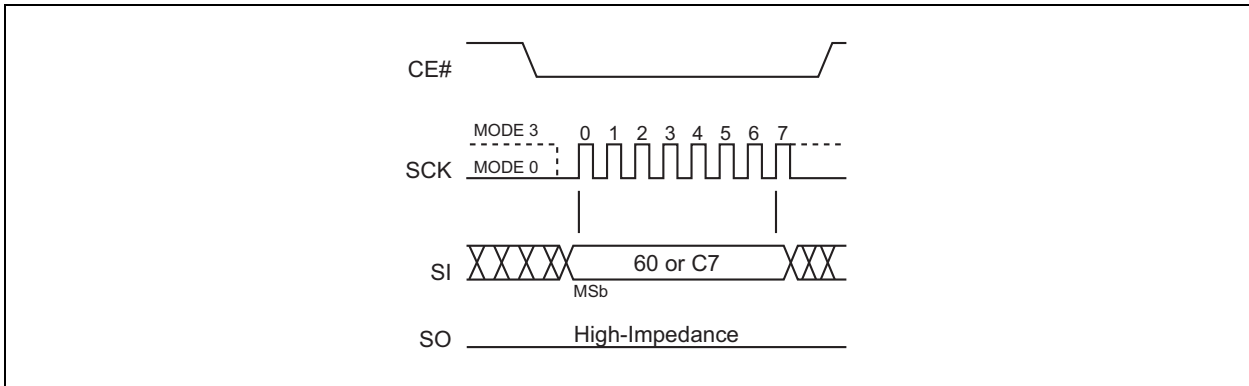 CE#
MODE 3
0 1 2 3 4 5 6 7
SCK
MODE 0
SI
60 or C7
MSb
SO
High-Impedance